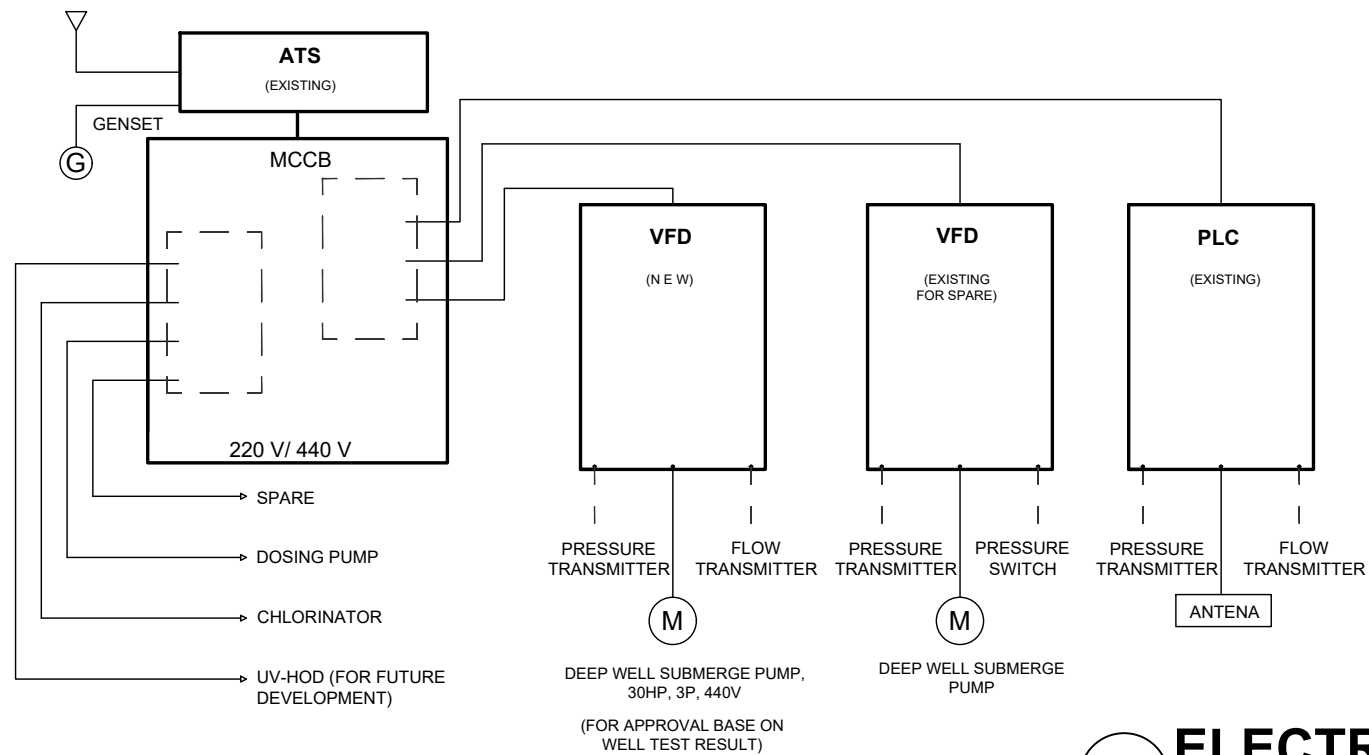 ATS
(EXISTING)
GENSET
G
MCCB
220 V/ 440 V
VFD
(N E W)
VFD
(EXISTING
FOR SPARE)
PLC
(EXISTING)
SPARE
DOSING PUMP
CHLORINATOR
UV-HOD (FOR FUTURE
DEVELOPMENT)
PRESSURE
TRANSMITTER
FLOW
TRANSMITTER
PRESSURE
TRANSMITTER
PRESSURE
SWITCH
PRESSURE
TRANSMITTER
FLOW
TRANSMITTER
M
M
ANTENA
DEEP WELL SUBMERGE PUMP,
30HP, 3P, 440V
(FOR APPROVAL BASE ON
WELL TEST RESULT)
DEEP WELL SUBMERGE
PUMP